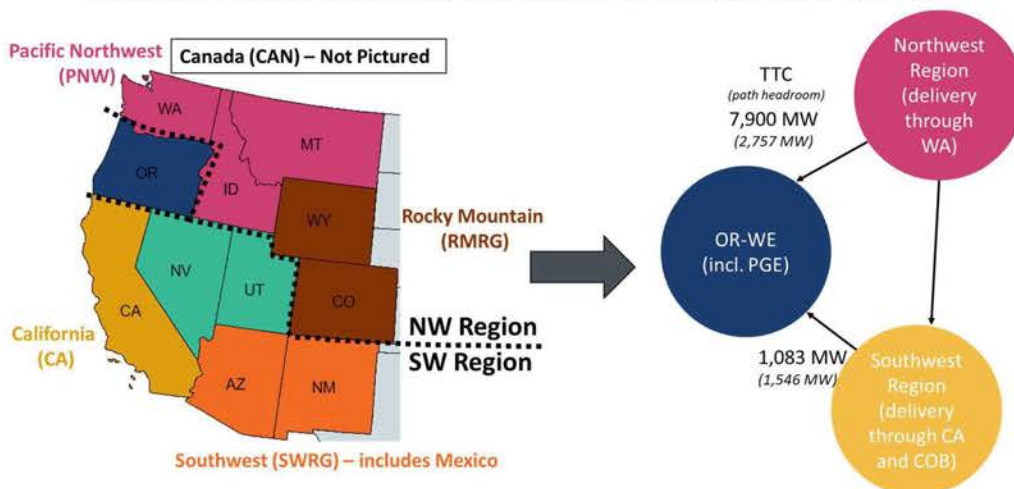 Pacific Northwest
(PNW)
Canada (CAN) – Not Pictured
WA
MT
OR
ID
WY
Rocky Mountain
(RMRG)
NV
UT
CO
CA
California
(CA)
NW Region
SW Region
AZ
NM
Southwest (SWRG) – includes Mexico
TTC
(path headroom)
7,900 MW
(2,757 MW)
Northwest
Region
(delivery
through
WA)
OR-WE
(incl. PGE)
1,083 MW
(1,546 MW)
Southwest
Region
(delivery
through CA
and COB)